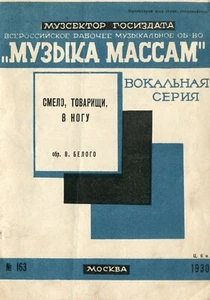 МУЗСЕКТОР ГОСИЗДАТА
ВСЕРОССИЙСКОЕ РАБОЧЕЕ МУЗЫКАЛЬНОЕ ОБ-ВО
"МУЗЫКА МАССАМ"
ВОКАЛЬНАЯ
СЕРИЯ
СМЕЛО, ТОВАРИЩИ,
В НОГУ
обр. В. БЕЛОГО
№ 163
МОСКВА
1930